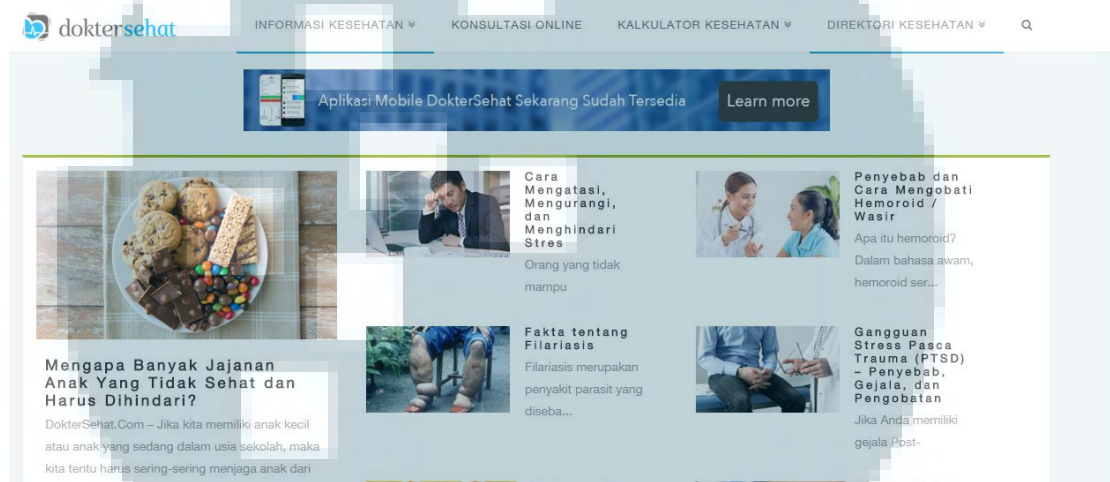 doktersehat
INFORMASI KESEHATAN
KONSULTASI ONLINE
KALKULATOR KESEHATAN
DIREKTORI KESEHATAN
Aplikasi Mobile DokterSehat Sekarang Sudah Tersedia
Learn more
Mengapa Banyak Jajanan
Anak Yang Tidak Sehat dan
Harus Dihindari?
DokterSehat.Com – Jika kita memiliki anak kecil
atau anak yang sedang dalam usia sekolah, maka
kita tentu harus sering-sering menjaga anak dari
Cara
Mengatasi,
Mengurangi,
dan
Menghindari
Stres
Orang yang tidak
mampu
Fakta tentang
Filariasis
Filariasis merupakan
penyakit parasit yang
diseba...
Penyebab dan
Cara Mengobati
Hemoroid /
Wasir
Apa itu hemoroid?
Dalam bahasa awam,
hemoroid ser...
Gangguan
Stress Pasca
Trauma (PTSD)
– Penyebab,
Gejala, dan
Pengobatan
Jika Anda memiliki
gejala Post-